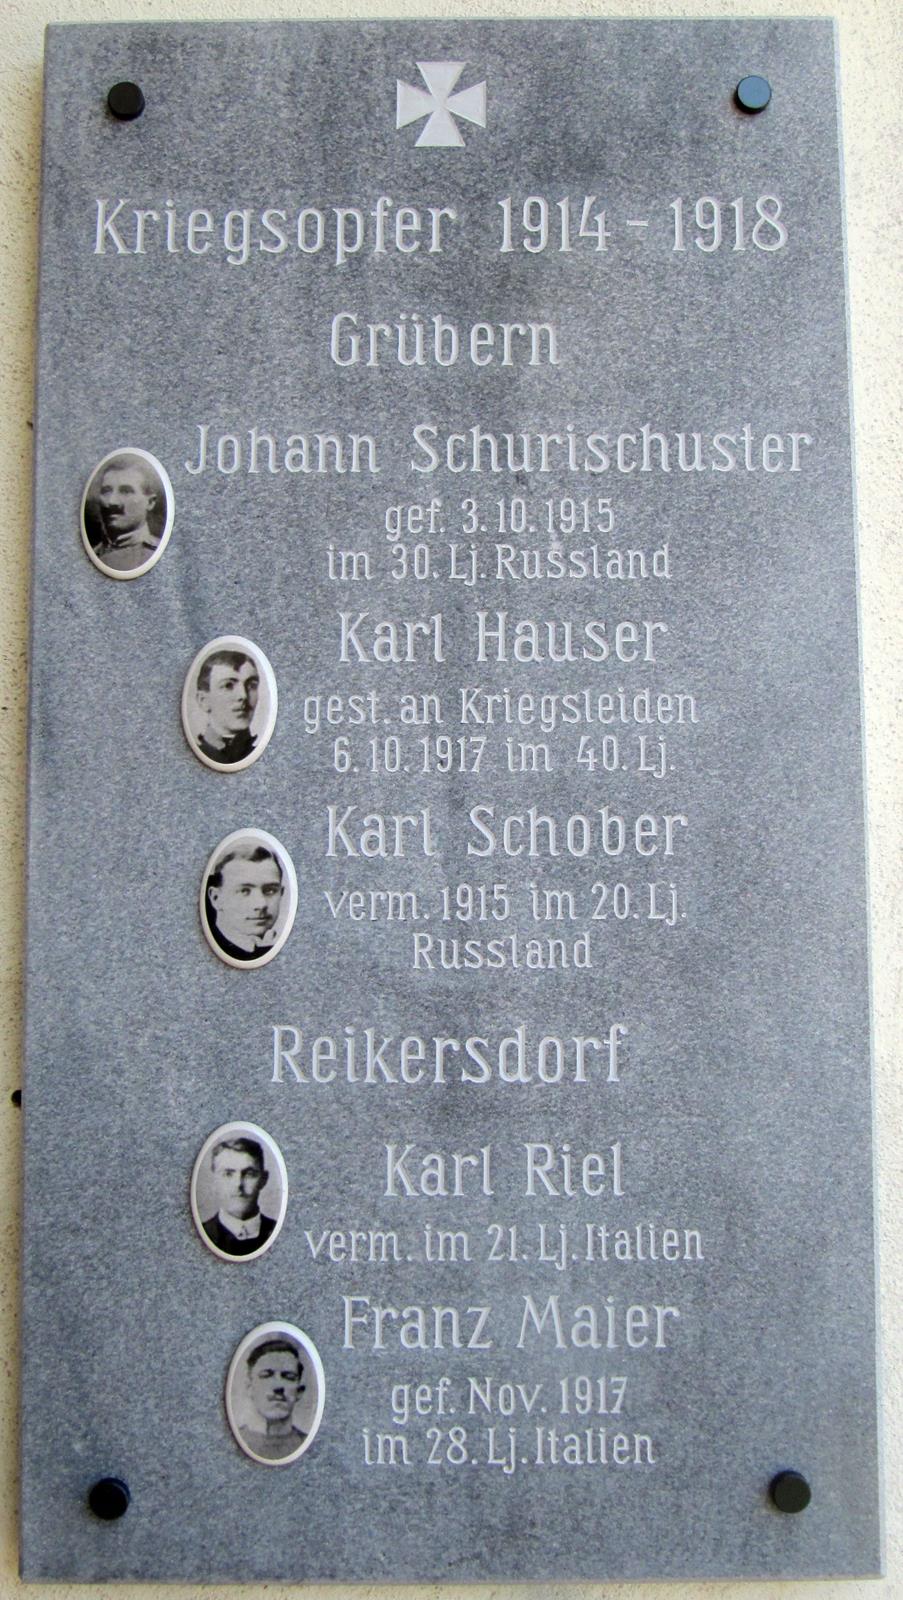 Kriegsopfer 1914-1918
Grübern
Johann Schurischuster
gef. 3.10.1915
im 30. Lj. Russland
Karl Hauser
gest. an Kriegsleiden
6.10.1917 im 40. Lj.
Karl Schober
verm. 1915 im 20. Lj.
Russland
Reikersdorf
Karl Riel
verm. im 21. Lj. Italien
Franz Maier
gef. Nov. 1917
im 28. Lj. Italien